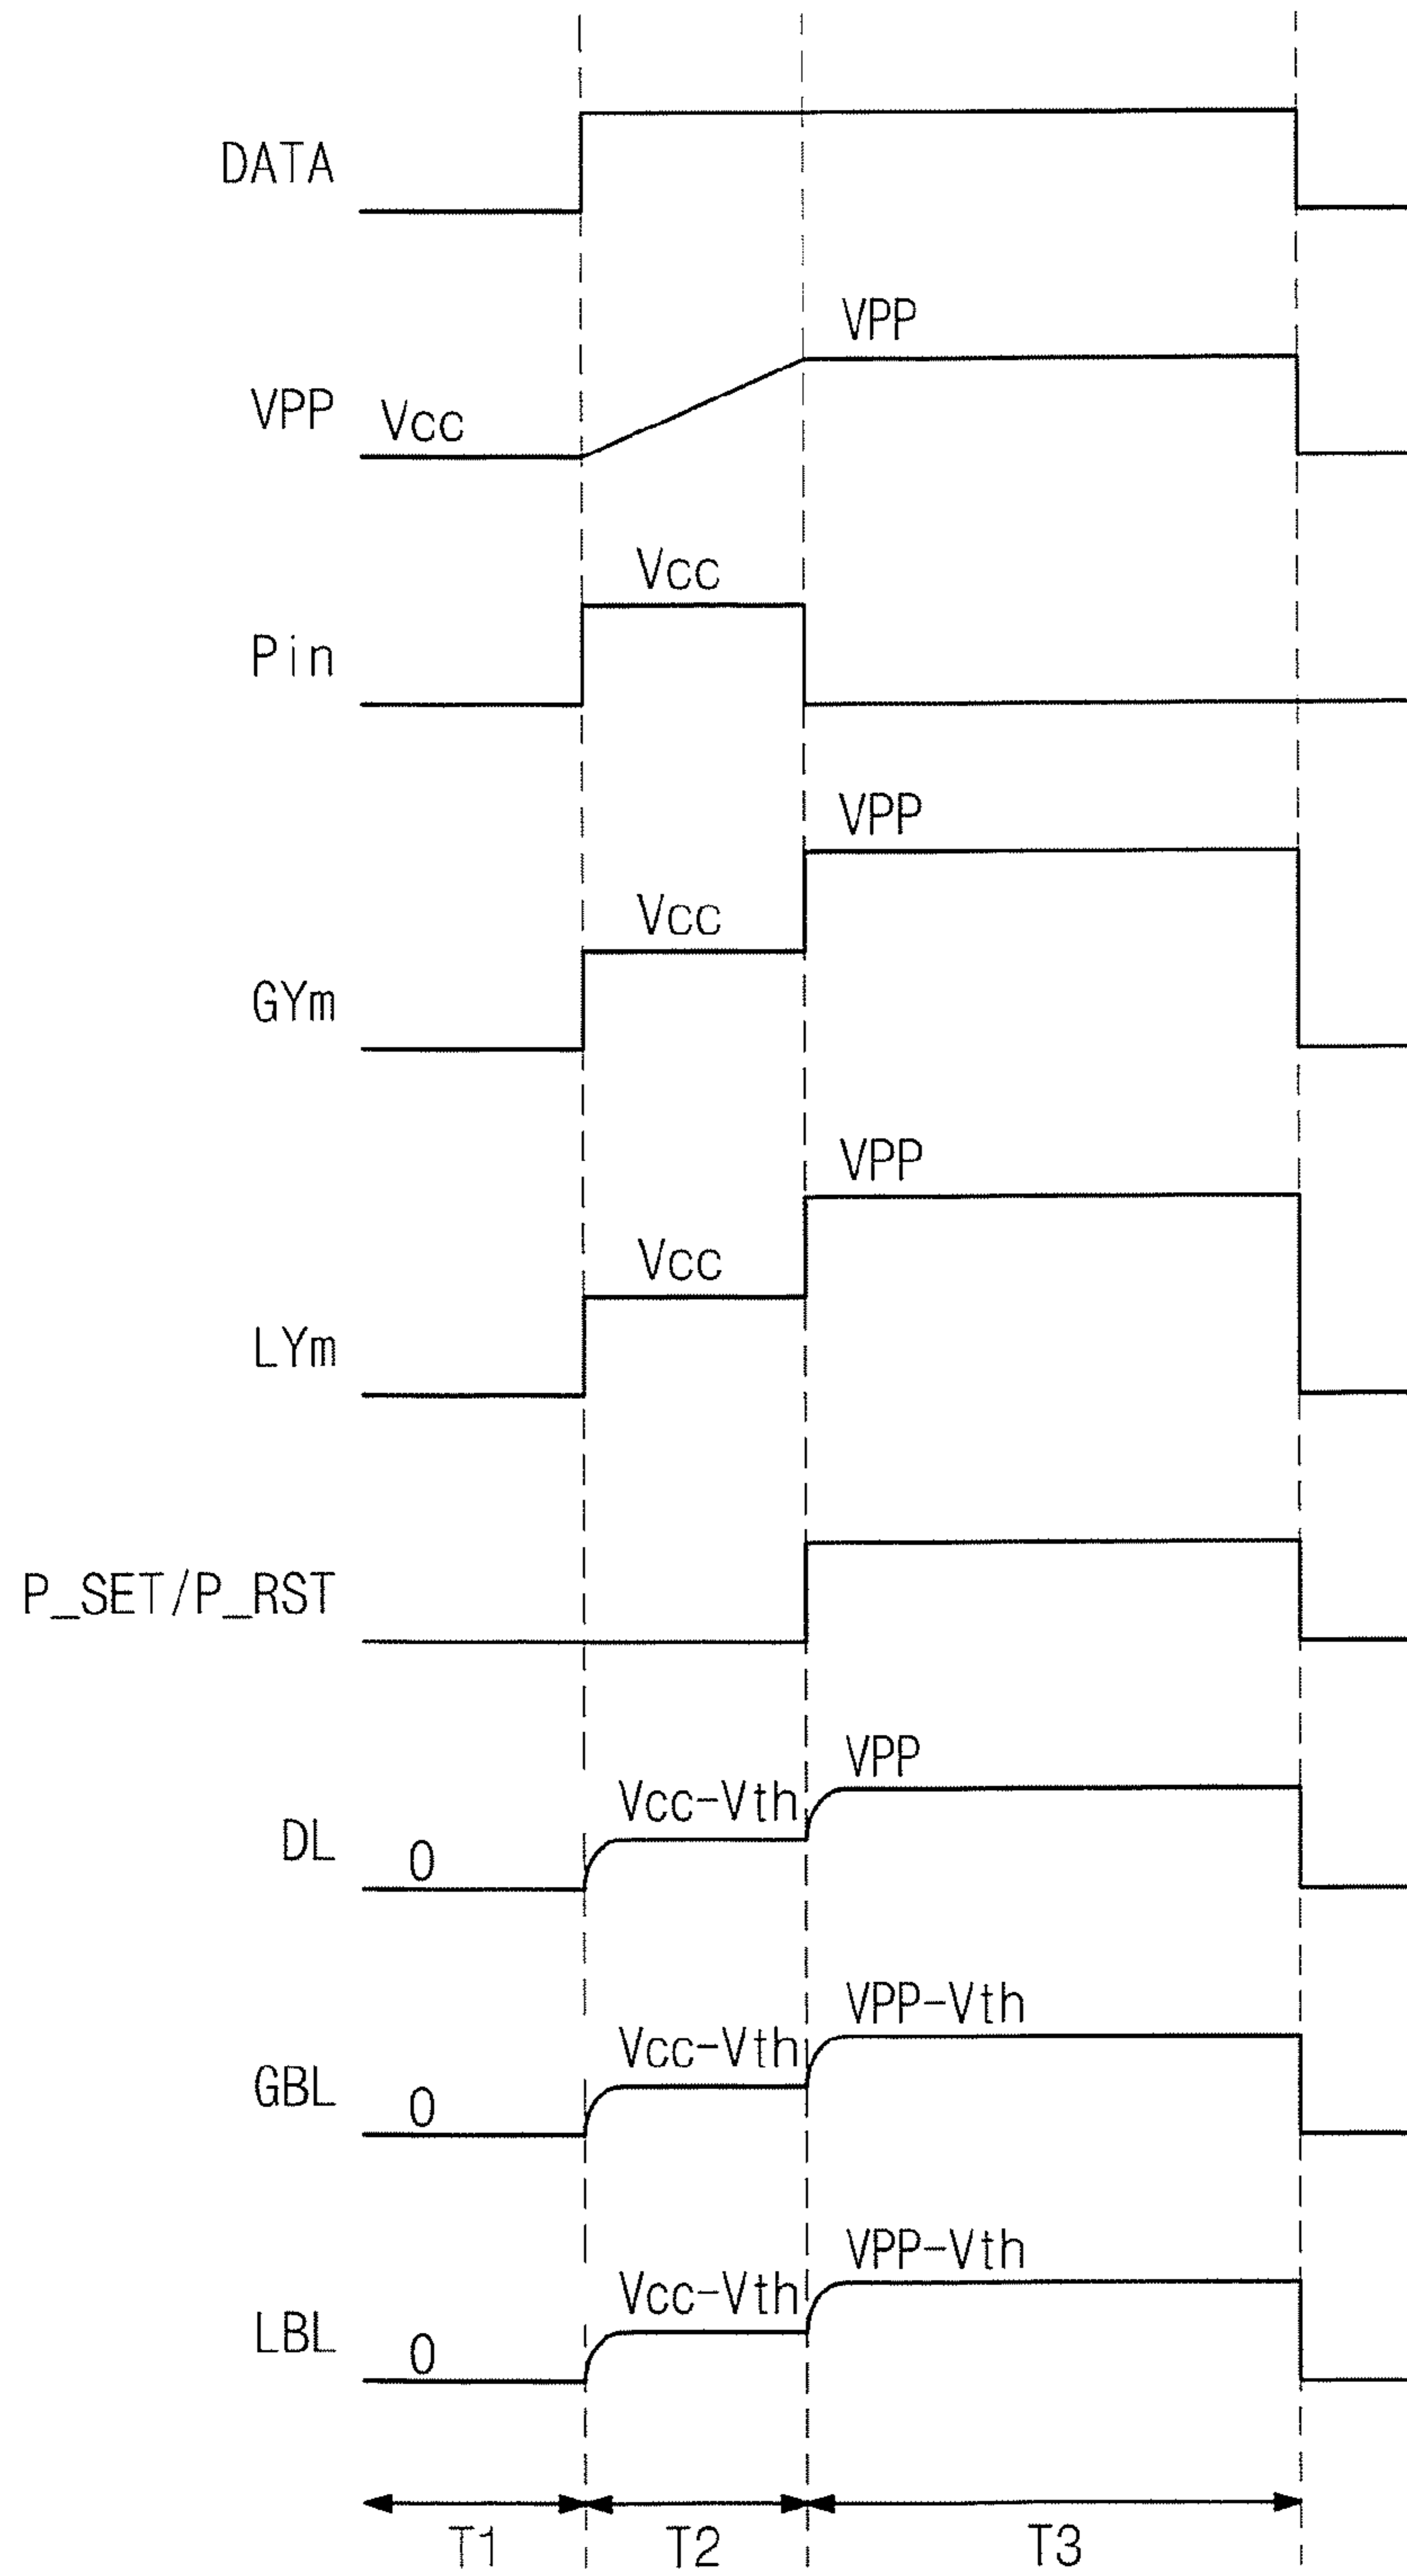 DATA
VPP
VPP
Vcc
Vcc
Pin
VPP
Vcc
GYm
VPP
Vcc
LYm
P_SET/P_RST
VPP
Vcc-Vth
DL
0
VPP-Vth
Vcc-Vth
GBL
0
VPP-Vth
Vcc-Vth
LBL
0
T1
T2
T3